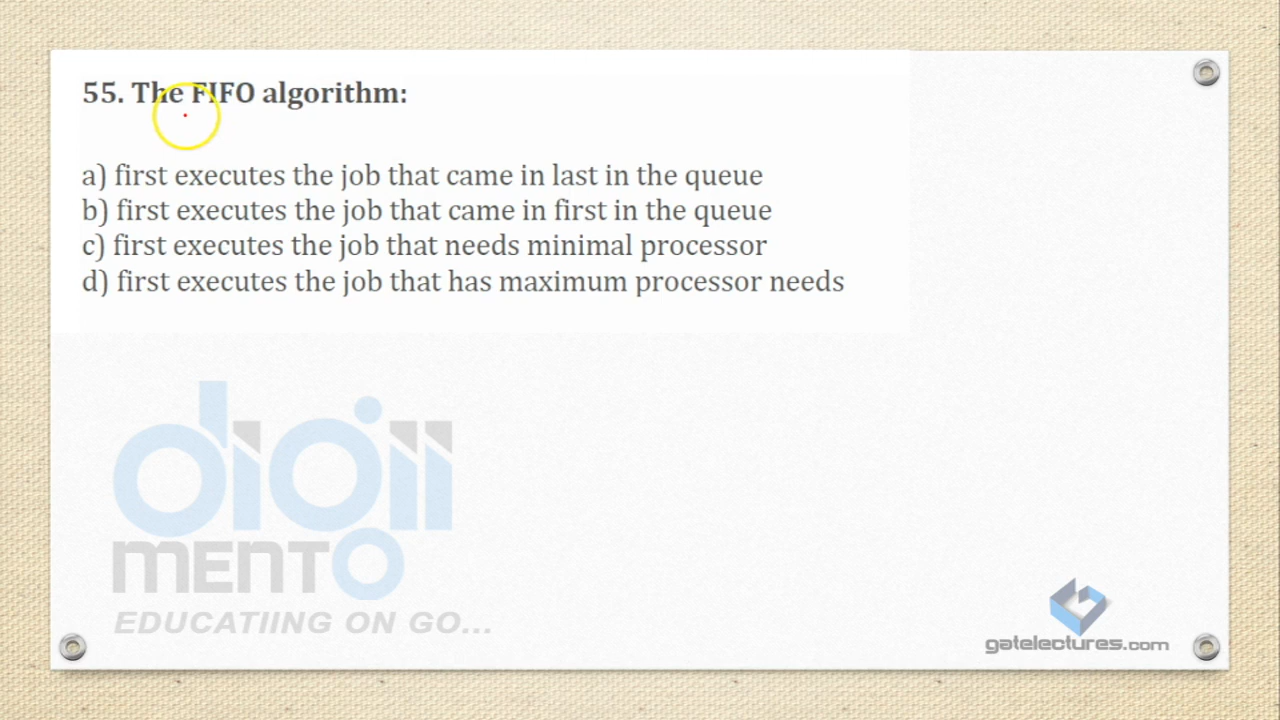 55. The FIFO algorithm:
a) first executes the job that came in last in the queue
b) first executes the job that came in first in the queue
c) first executes the job that needs minimal processor
d) first executes the job that has maximum processor needs
digii
MENTO
EDUCATIING ON GO...
gatelectures.com